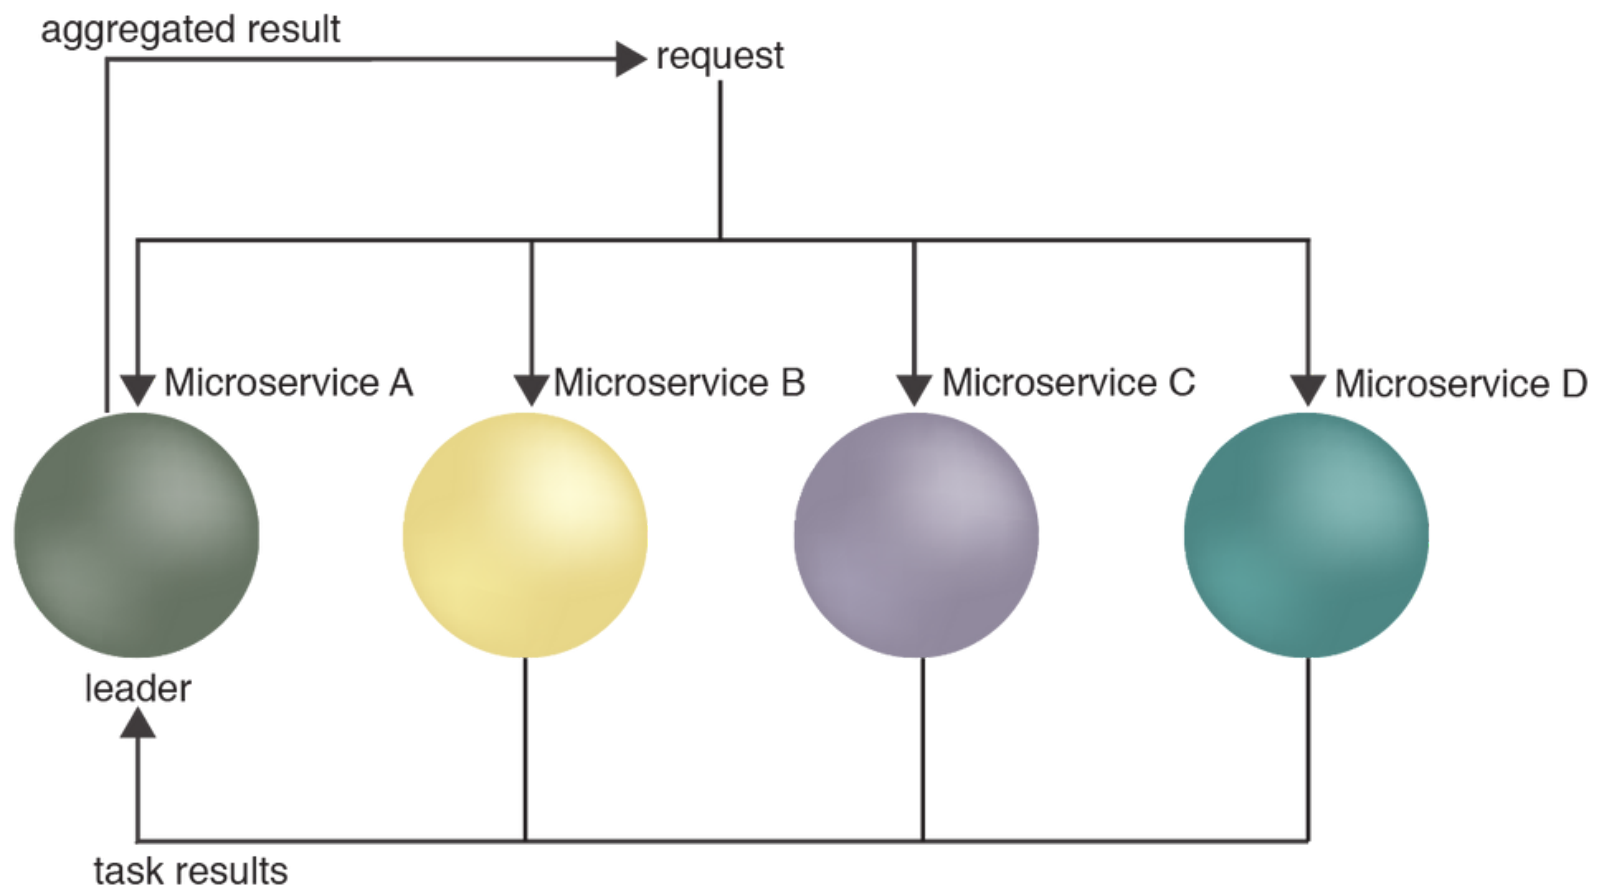 aggregated result
request
Microservice A
Microservice B
Microservice C
Microservice D
leader
task results